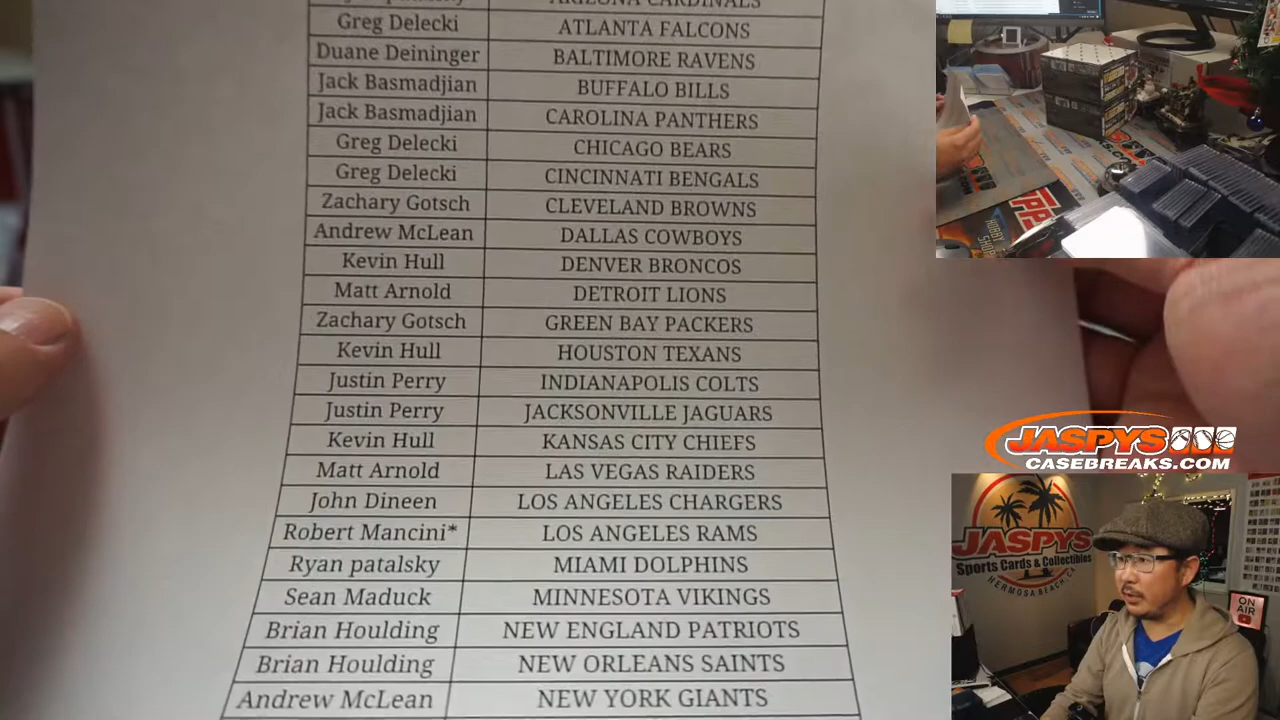 ARIZONA CARDINALS
Greg Delecki ATLANTA FALCONS
Duane Deininger BALTIMORE RAVENS
Jack Basmadjian BUFFALO BILLS
Jack Basmadjian CAROLINA PANTHERS
Greg Delecki CHICAGO BEARS
Greg Delecki CINCINNATI BENGALS
Zachary Gotsch CLEVELAND BROWNS
Andrew McLean DALLAS COWBOYS
Kevin Hull DENVER BRONCOS
Matt Arnold DETROIT LIONS
Zachary Gotsch GREEN BAY PACKERS
Kevin Hull HOUSTON TEXANS
Justin Perry INDIANAPOLIS COLTS
Justin Perry JACKSONVILLE JAGUARS
Kevin Hull KANSAS CITY CHIEFS
Matt Arnold LAS VEGAS RAIDERS
John Dineen LOS ANGELES CHARGERS
Robert Mancini* LOS ANGELES RAMS
Ryan patalsky MIAMI DOLPHINS
Sean Maduck MINNESOTA VIKINGS
Brian Houlding NEW ENGLAND PATRIOTS
Brian Houlding NEW ORLEANS SAINTS
Andrew McLean NEW YORK GIANTS
HOBBY
JASPYS
CASEBREAKS.COM
JASPYS
Sports Cards & Collectibles
HERMOSA BEACH, CA
ON
AIR